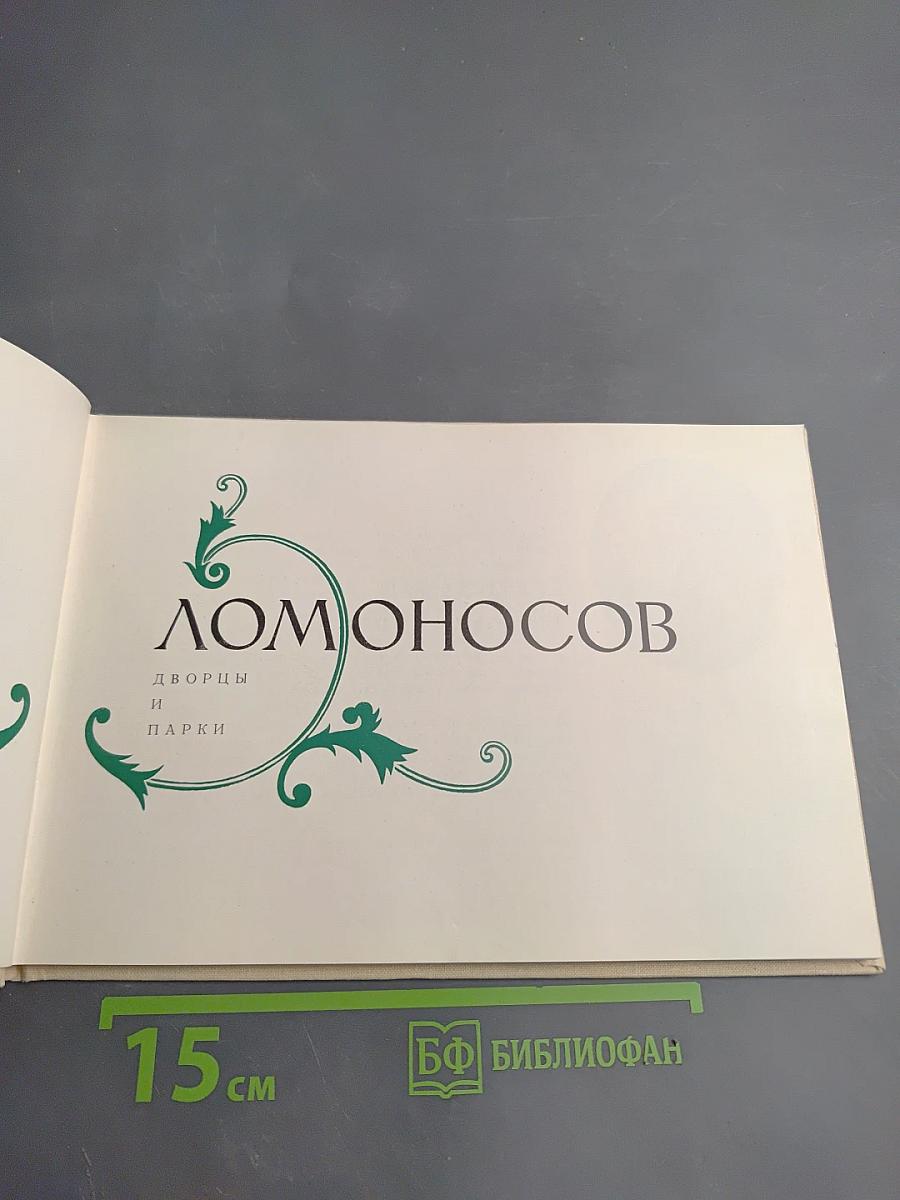 ЛОМОНОСОВ
ДВОРЦЫ
И
ПАРКИ
15 см
БФ БИБЛИОФАН